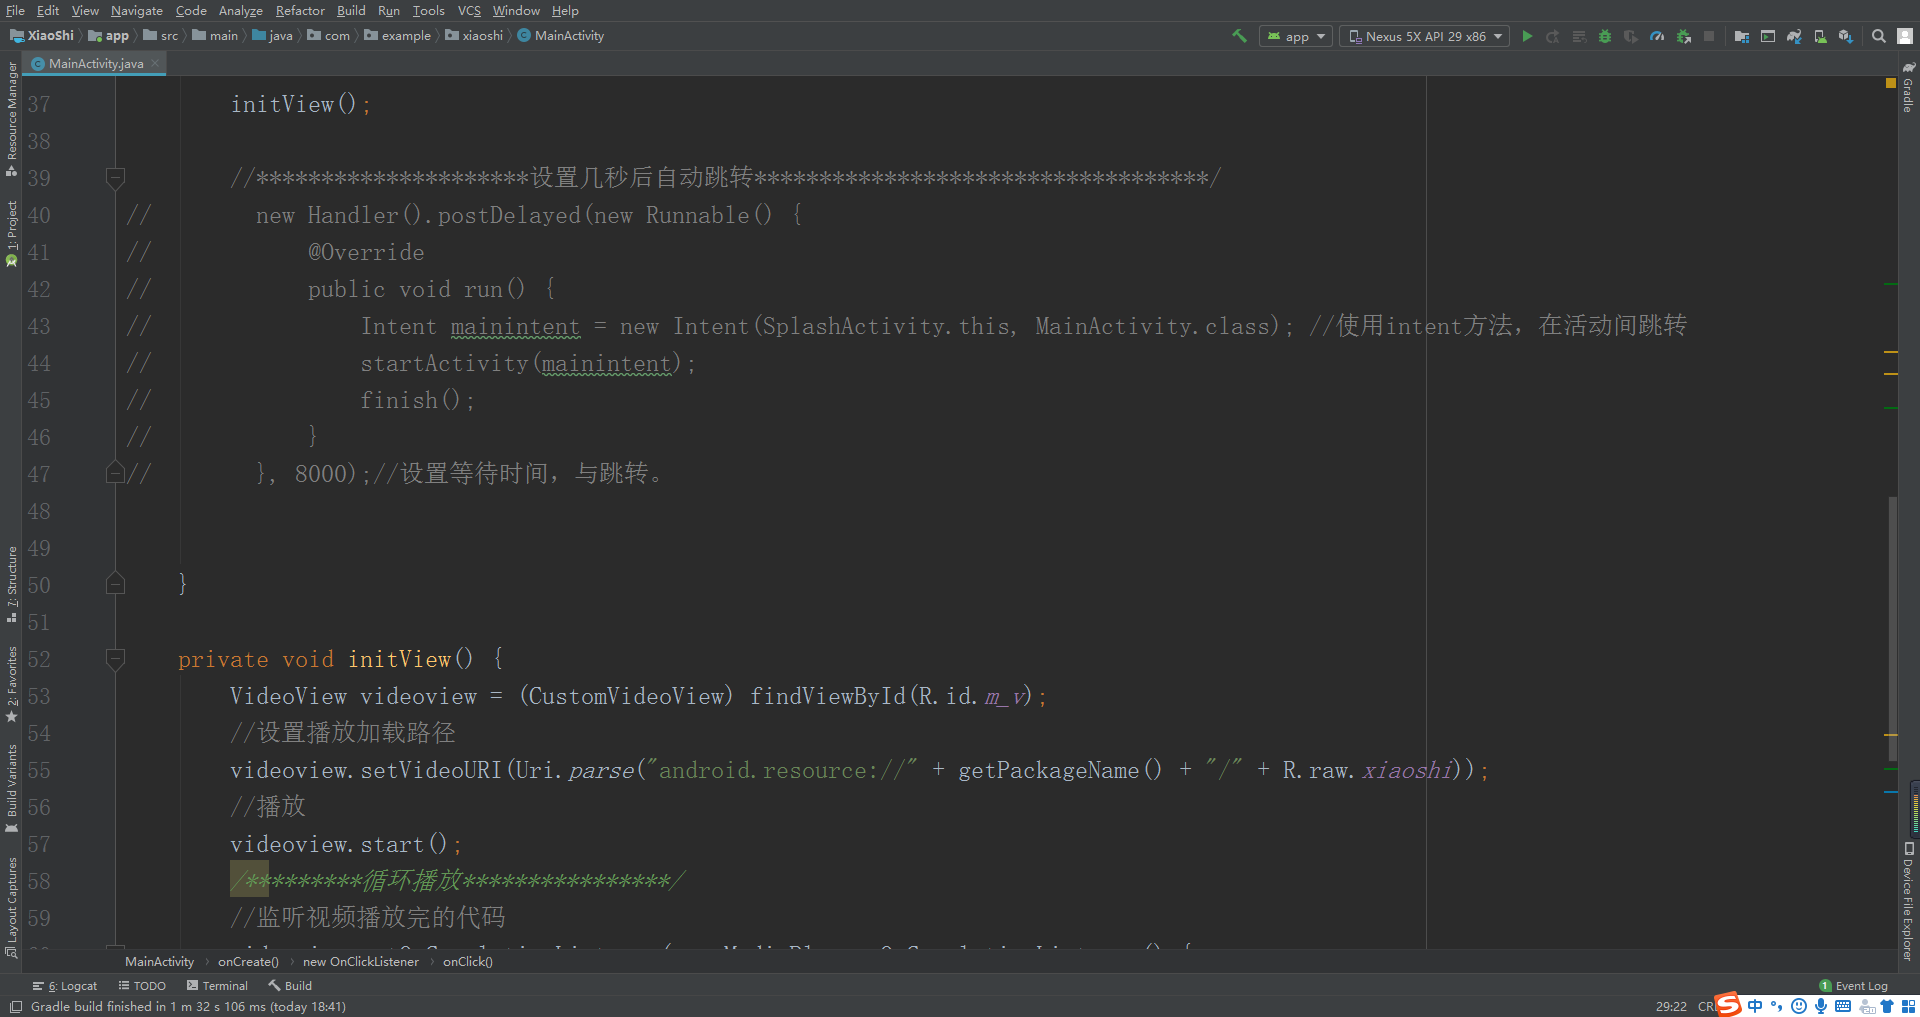 File Edit View Navigate Code Analyze Refactor Build Run Tools VCS Window Help
XiaoShi app src main java com example xiaoshi MainActivity
app Nexus 5X API 29 x86
MainActivity.java
37 initView();
38
39 //*********************设置几秒后自动跳转***********************************/
40 // new Handler().postDelayed(new Runnable() {
41 // @Override
42 // public void run() {
43 // Intent mainintent = new Intent(SplashActivity.this, MainActivity.class); //使用intent方法，在活动间跳转
44 // startActivity(mainintent);
45 // finish();
46 // }
47 // }, 8000);//设置等待时间，与跳转。
48
49
50 }
51
52 private void initView() {
53 VideoView videoview = (CustomVideoView) findViewById(R.id.m_v);
54 //设置播放加载路径
55 videoview.setVideoURI(Uri.parse("android.resource://" + getPackageName() + "/" + R.raw.xiaoshi));
56 //播放
57 videoview.start();
58 /*********循环播放****************/
59 //监听视频播放完的代码
MainActivity onCreate() new OnClickListener onClick()
6: Logcat TODO Terminal Build
1 Event Log
Gradle build finished in 1 m 32 s 106 ms (today 18:41)
29:22
中
Resource Manager
1: Project
7: Structure
2: Favorites
Build Variants
Layout Captures
Gradle
Device File Explorer